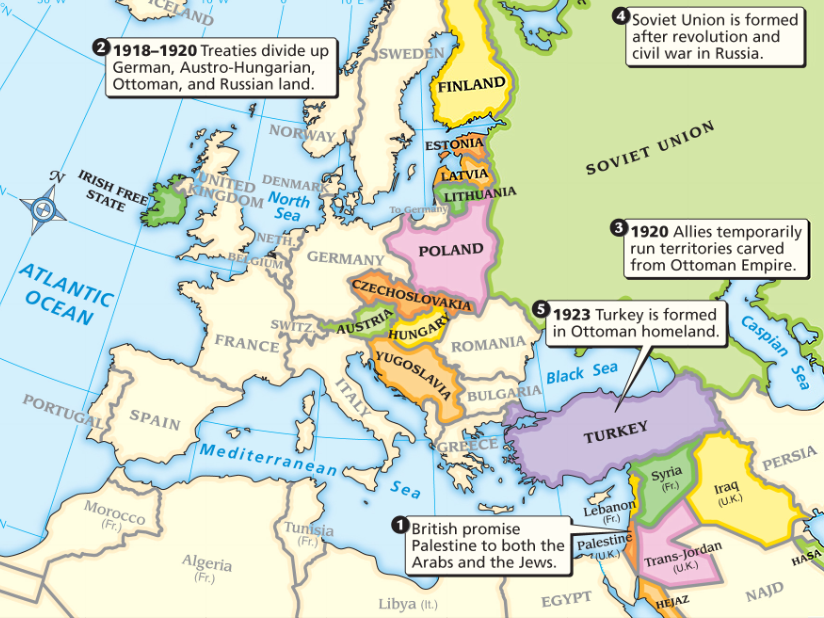 ICELAND
0°
10° E
2 1918–1920 Treaties divide up
German, Austro-Hungarian,
Ottoman, and Russian land.
4 Soviet Union is formed
after revolution and
civil war in Russia.
SWEDEN
FINLAND
NORWAY
ESTONIA
SOVIET UNION
LATVIA
IRISH FREE
STATE
N
UNITED
KINGDOM
DENMARK
North
Sea
LITHUANIA
To Germany
3 1920 Allies temporarily
run territories carved
from Ottoman Empire.
NETH.
BELGIUM
GERMANY
POLAND
ATLANTIC
OCEAN
CZECHOSLOVAKIA
5 1923 Turkey is formed
in Ottoman homeland.
SWITZ.
AUSTRIA
HUNGARY
FRANCE
ROMANIA
Caspian
Sea
YUGOSLAVIA
ITALY
Black Sea
BULGARIA
PORTUGAL
SPAIN
GREECE
TURKEY
Mediterranean
Sea
PERSIA
Syria
(Fr.)
Iraq
(U.K.)
Lebanon
(Fr.)
Morocco
(Fr.)
Tunisia
(Fr.)
1 British promise
Palestine to both the
Arabs and the Jews.
Palestine
(U.K.)
Trans-Jordan
(U.K.)
HASA
Algeria
(Fr.)
Libya (It.)
EGYPT
HEJAZ
NAJD